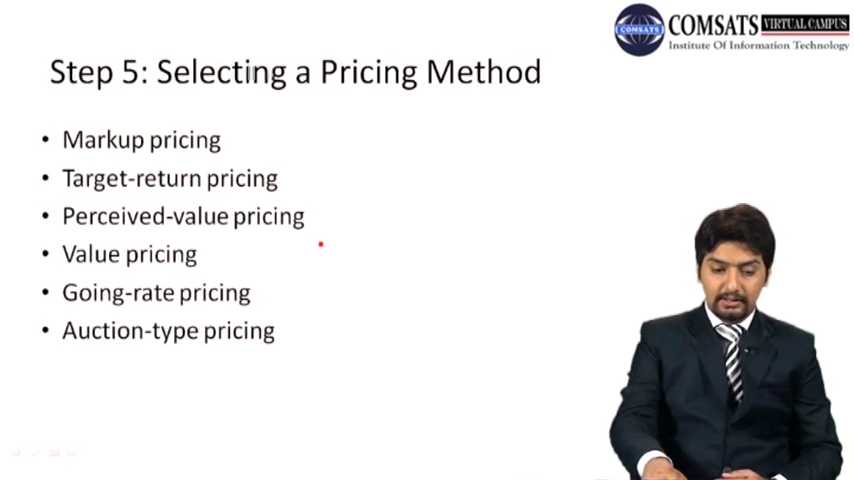 COMSATS VIRTUAL CAMPUS
COMSATS
Institute Of Information Technology
Step 5: Selecting a Pricing Method
• Markup pricing
• Target-return pricing
• Perceived-value pricing
• Value pricing
• Going-rate pricing
• Auction-type pricing